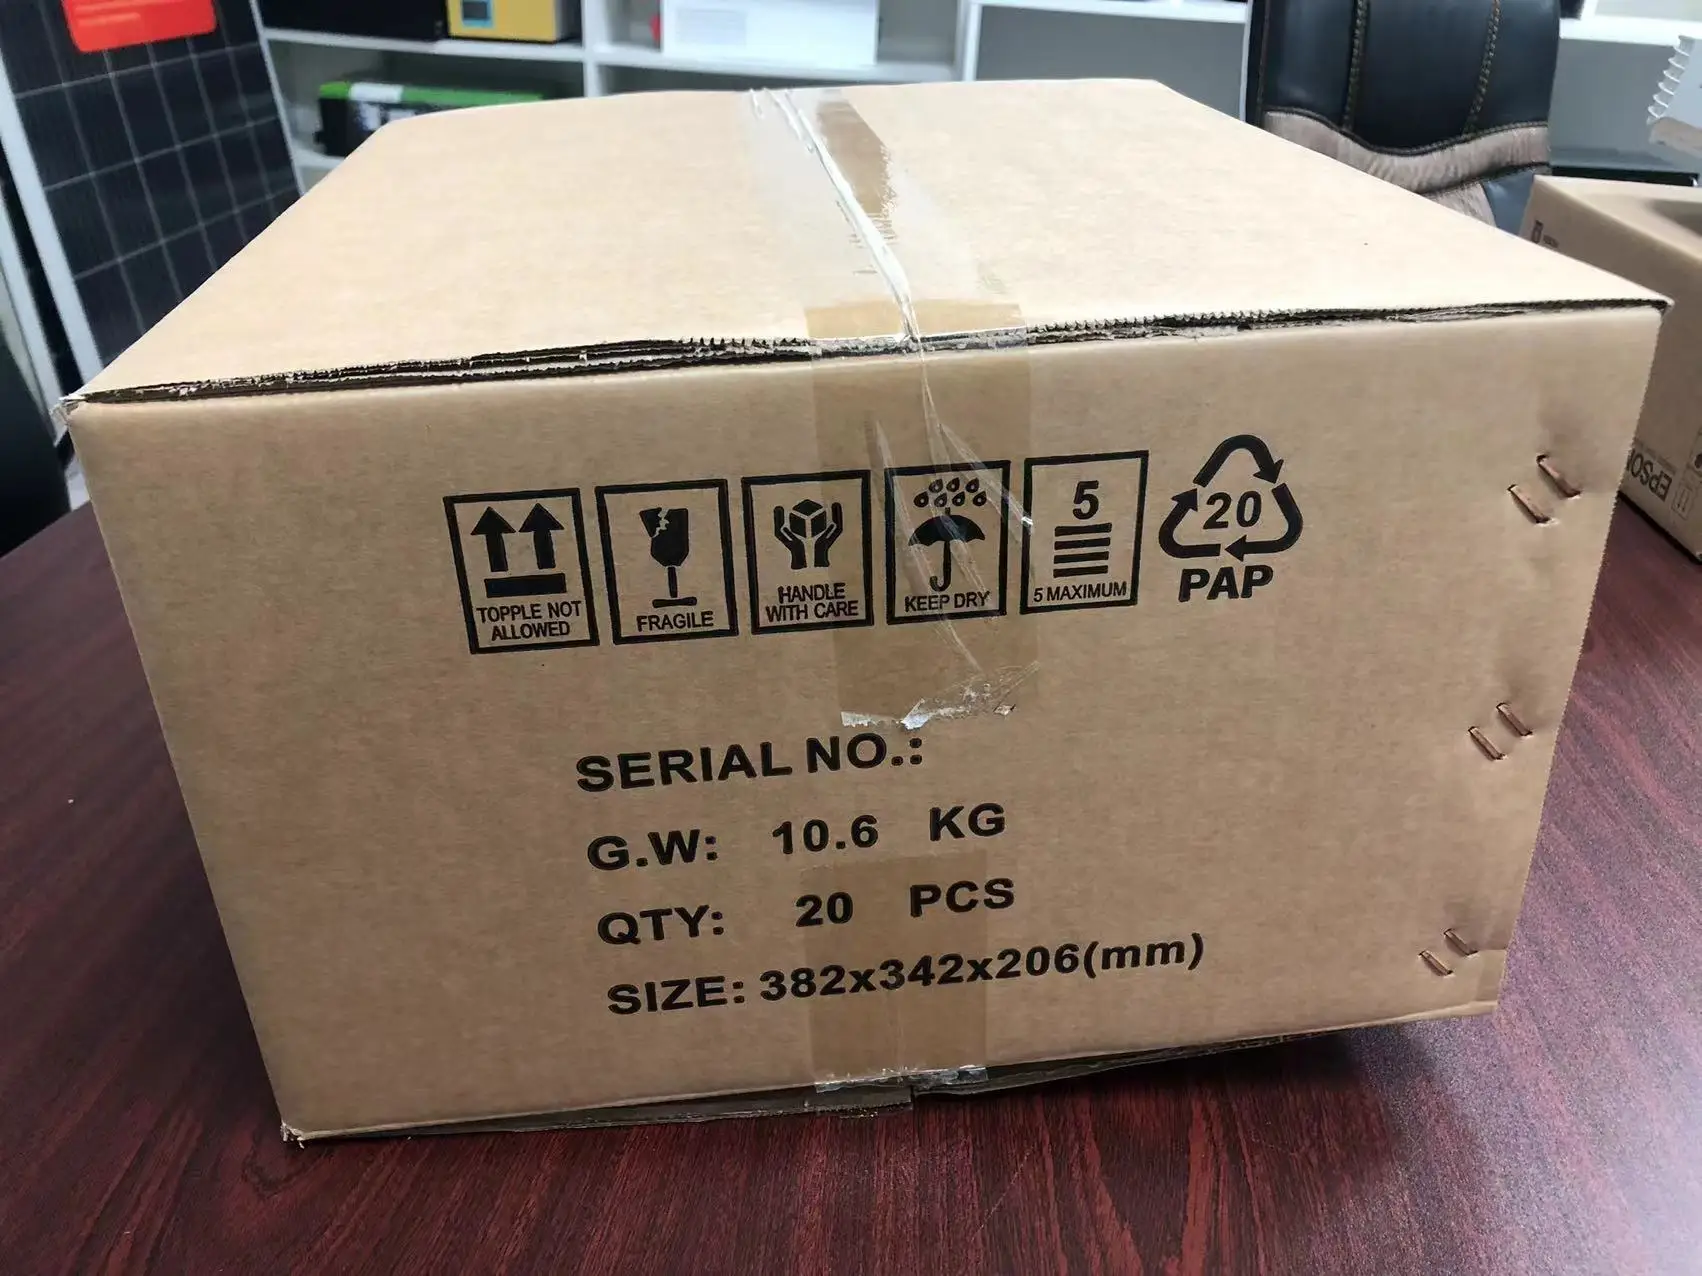 TOPPLE NOT
ALLOWED
FRAGILE
HANDLE
WITH CARE
KEEP DRY
5
5 MAXIMUM
20
PAP
SERIAL NO.:
G.W: 10.6 KG
QTY: 20 PCS
SIZE: 382x342x206(mm)
EPSON